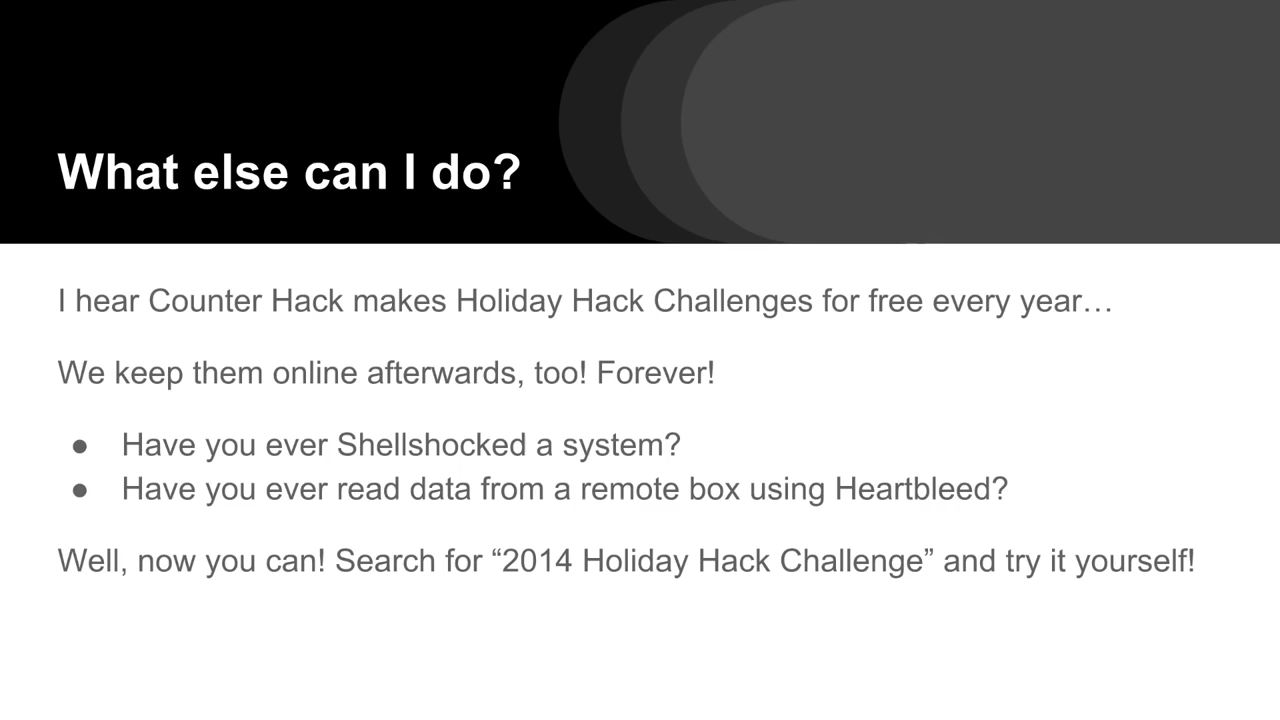 What else can I do?
I hear Counter Hack makes Holiday Hack Challenges for free every year…
We keep them online afterwards, too! Forever!
● Have you ever Shellshocked a system?
● Have you ever read data from a remote box using Heartbleed?
Well, now you can! Search for “2014 Holiday Hack Challenge” and try it yourself!